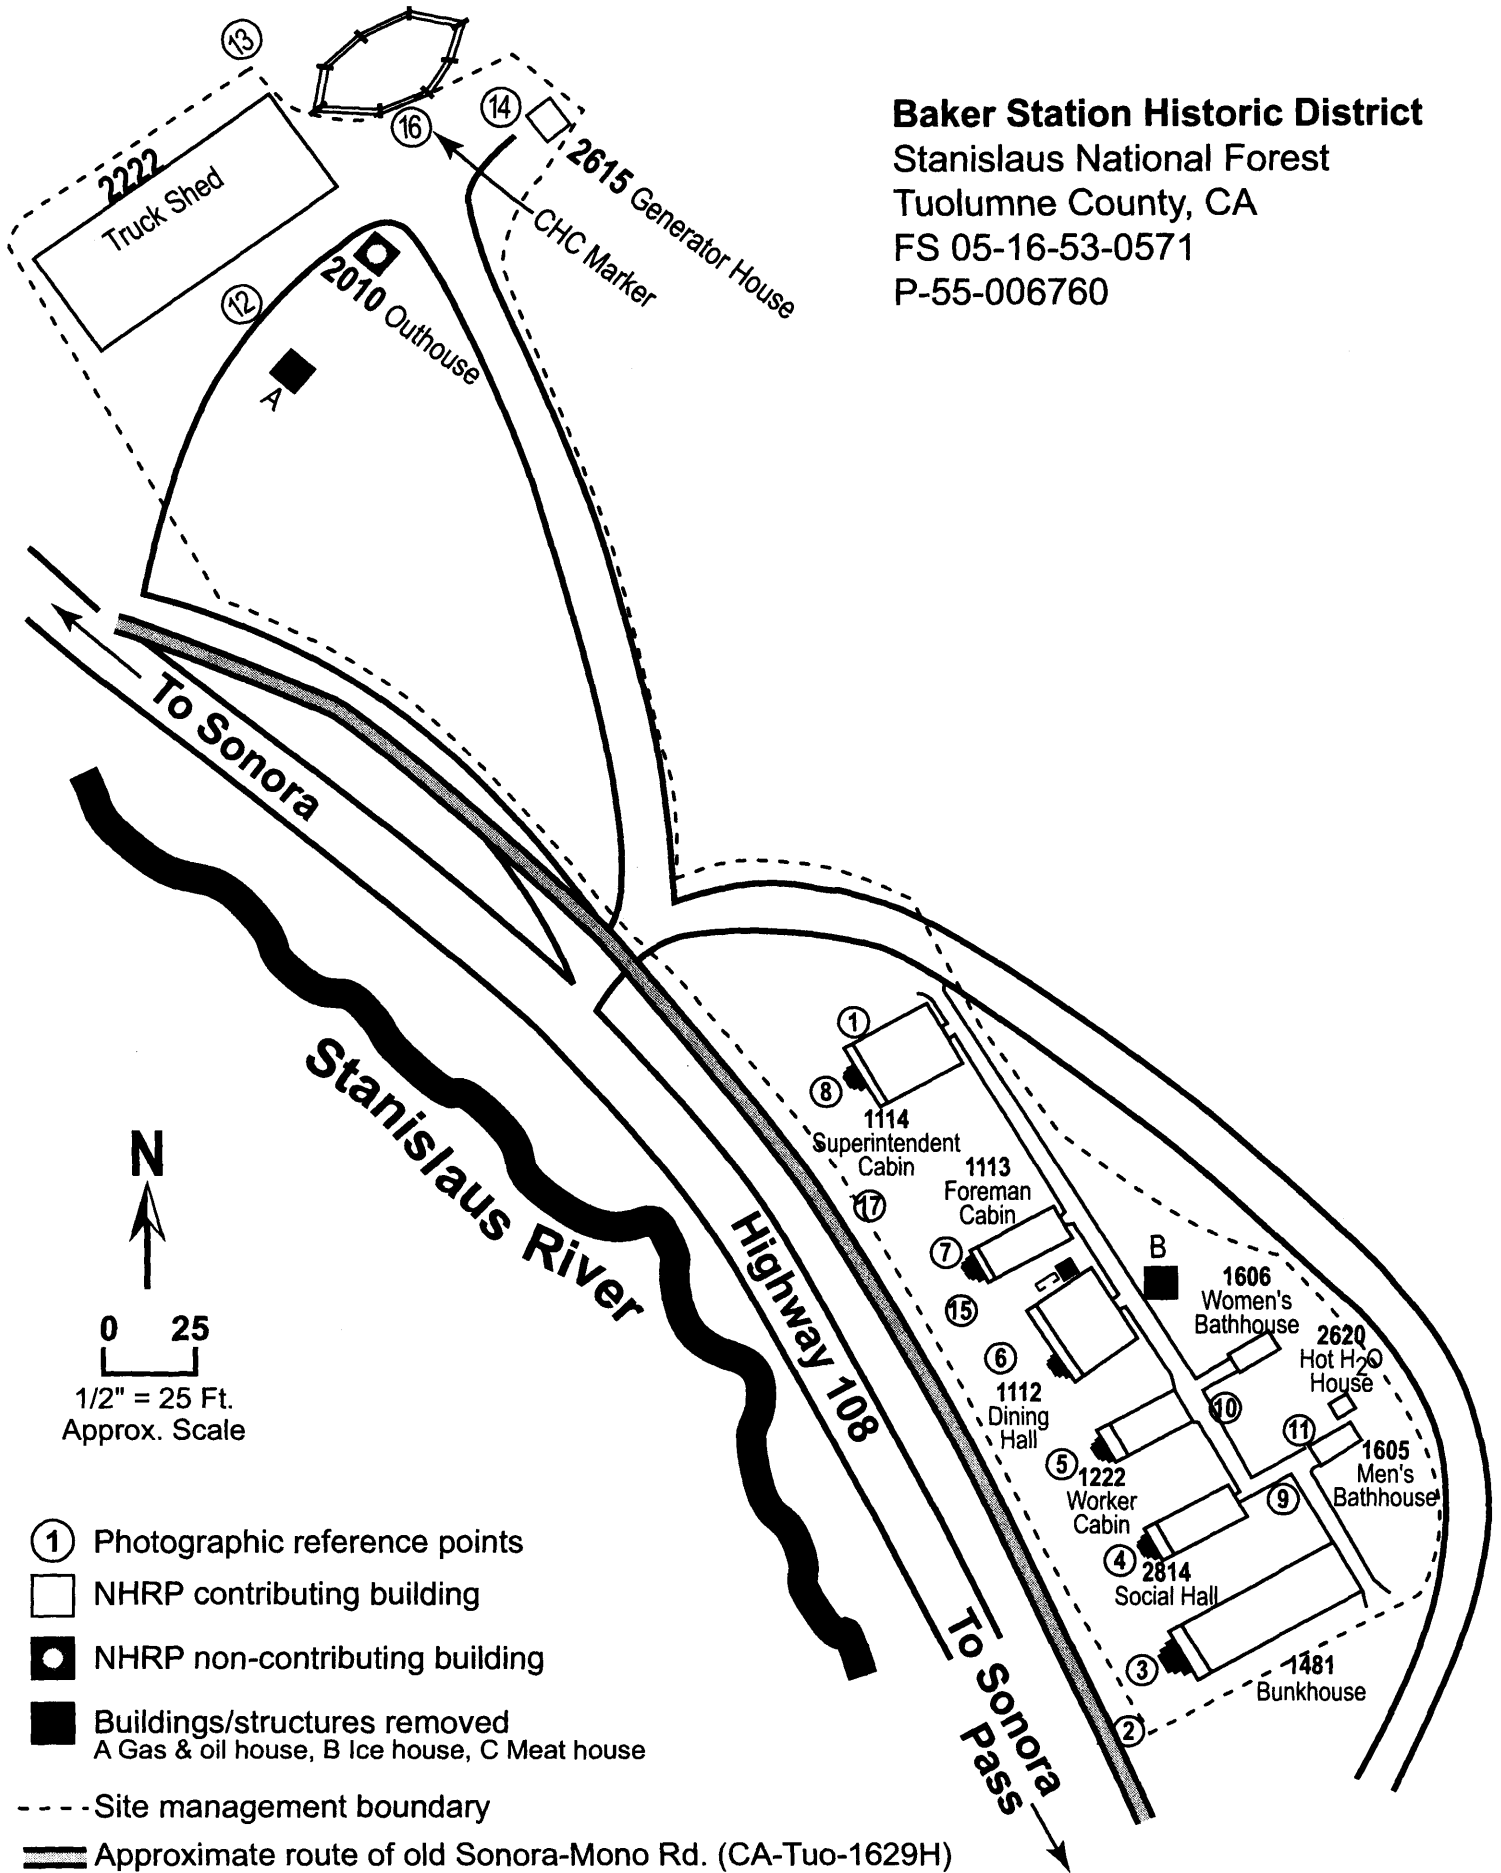 Baker Station Historic District
Stanislaus National Forest
Tuolumne County, CA
FS 05-16-53-0571
P-55-006760
13
16
14
2615 Generator House
CHC Marker
2222
Truck Shed
12
2010 Outhouse
A
To Sonora
Stanislaus River
Highway 108
To Sonora
Pass
1
8
1114
Superintendent
Cabin
17
1113
Foreman
Cabin
7
C
15
6
1112
Dining
Hall
B
1606
Women's
Bathhouse
2620
Hot H2O
House
10
11
1605
Men's
Bathhouse
5
1222
Worker
Cabin
9
4
2814
Social Hall
3
1481
Bunkhouse
2
N
0 25
1/2" = 25 Ft.
Approx. Scale
1 Photographic reference points
NHRP contributing building
NHRP non-contributing building
Buildings/structures removed
A Gas & oil house, B Ice house, C Meat house
Site management boundary
Approximate route of old Sonora-Mono Rd. (CA-Tuo-1629H)